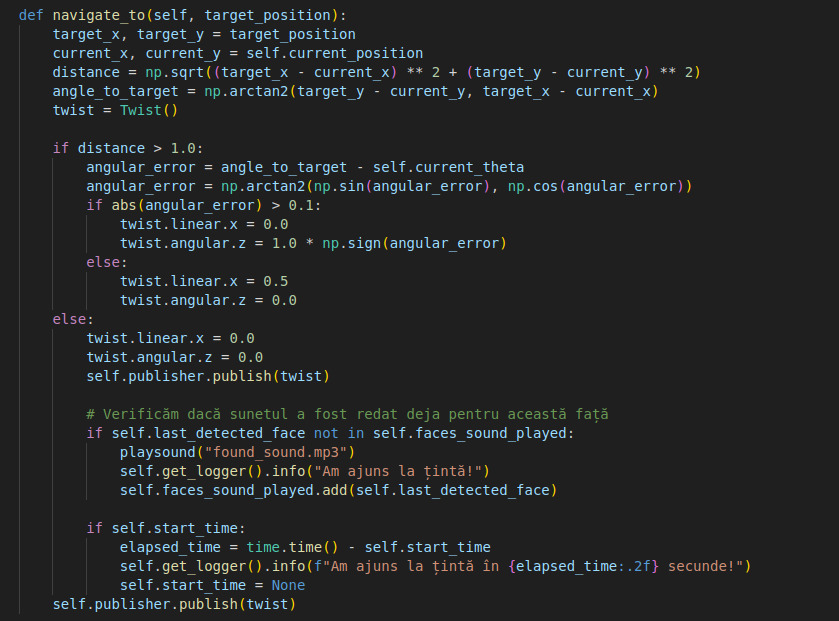 def navigate_to(self, target_position):
    target_x, target_y = target_position
    current_x, current_y = self.current_position
    distance = np.sqrt((target_x - current_x) ** 2 + (target_y - current_y) ** 2)
    angle_to_target = np.arctan2(target_y - current_y, target_x - current_x)
    twist = Twist()

    if distance > 1.0:
        angular_error = angle_to_target - self.current_theta
        angular_error = np.arctan2(np.sin(angular_error), np.cos(angular_error))
        if abs(angular_error) > 0.1:
            twist.linear.x = 0.0
            twist.angular.z = 1.0 * np.sign(angular_error)
        else:
            twist.linear.x = 0.5
            twist.angular.z = 0.0
    else:
        twist.linear.x = 0.0
        twist.angular.z = 0.0
        self.publisher.publish(twist)

        # Verificăm dacă sunetul a fost redat deja pentru această față
        if self.last_detected_face not in self.faces_sound_played:
            playsound("found_sound.mp3")
            self.get_logger().info("Am ajuns la țintă!")
            self.faces_sound_played.add(self.last_detected_face)

        if self.start_time:
            elapsed_time = time.time() - self.start_time
            self.get_logger().info(f"Am ajuns la țintă în {elapsed_time:.2f} secunde!")
            self.start_time = None
    self.publisher.publish(twist)